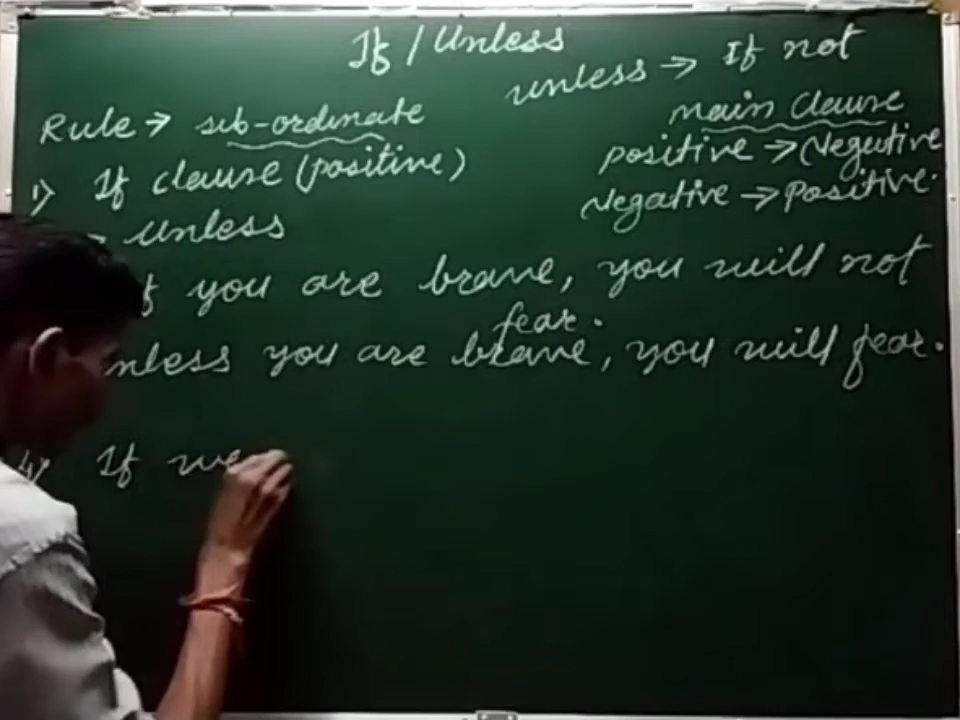 If / Unless
unless → If not
Rule → sub-ordinate
main clause
1) If clause (positive)
positive → Negative
Negative → Positive.
Unless
you are brave, you will not
fear.
nless you are brave, you will fear.
If we